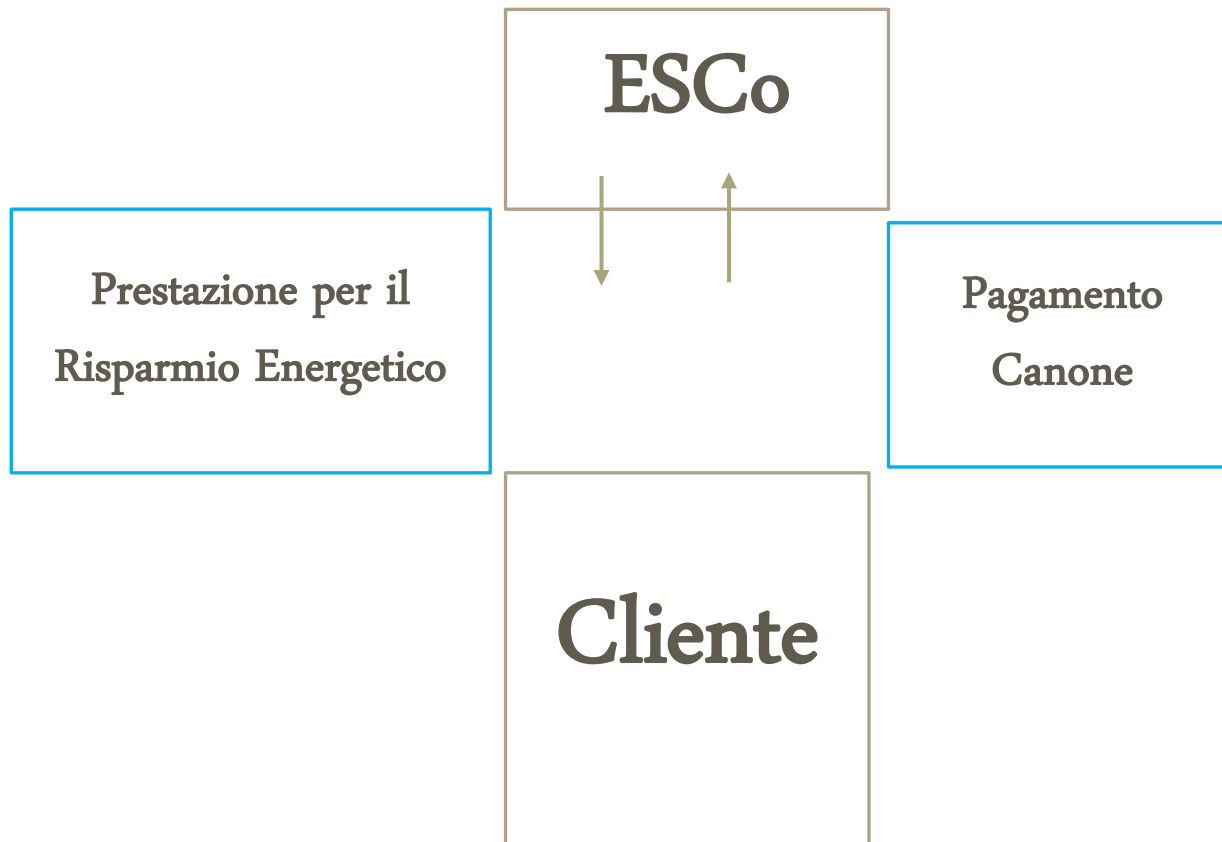 ESCo
Prestazione per il
Risparmio Energetico
Pagamento
Canone
Cliente